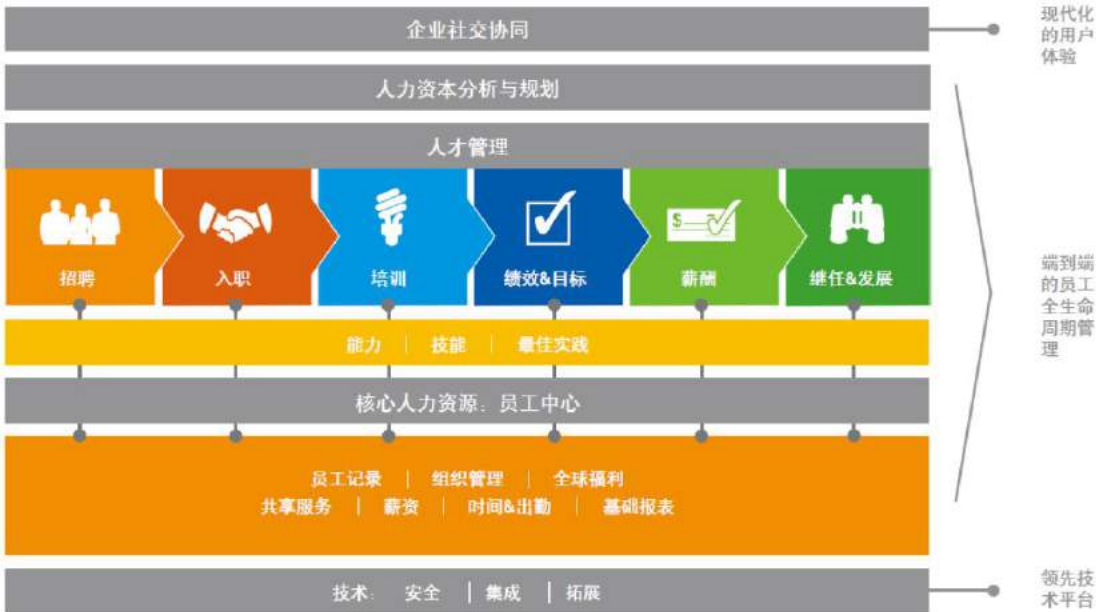 企业社交协同
现代化
的用户
体验
人力资本分析与规划
人才管理
招聘
入职
培训
绩效&目标
薪酬
继任&发展
端到端
的员工
全生命
周期管
理
能力 | 技能 | 最佳实践
核心人力资源：员工中心
员工记录 | 组织管理 | 全球福利
共享服务 | 薪资 | 时间&出勤 | 基础报表
技术： 安全 | 集成 | 拓展
领先技
术平台